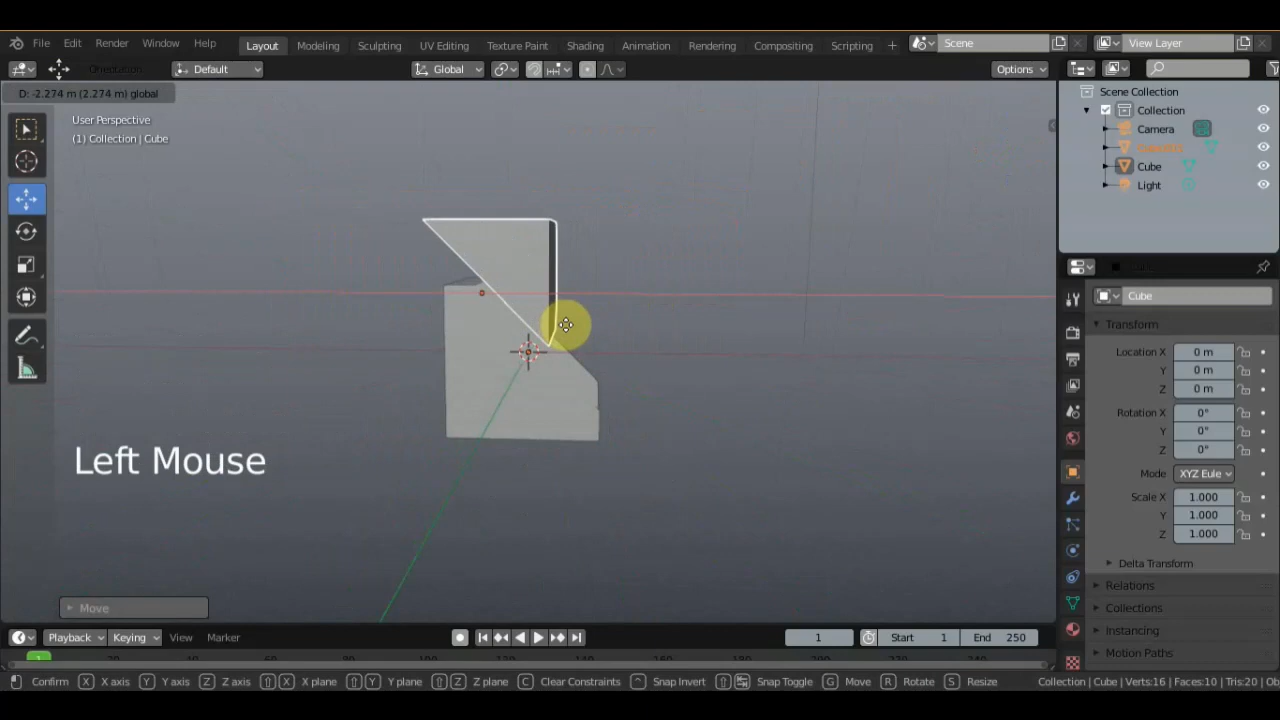 File Edit Render Window Help Layout Modeling Sculpting UV Editing Texture Paint Shading Animation Rendering Compositing Scripting + Scene View Layer
Orientation Default Global Options
D: -2.274 m (2.274 m) global
User Perspective
(1) Collection | Cube
Scene Collection
Collection
Camera
Cube
Light
Cube
Transform
Location X 0 m
Y 0 m
Z 0 m
Rotation X 0°
Y 0°
Z 0°
Mode XYZ Eule
Scale X 1.000
Y 1.000
Z 1.000
Delta Transform
Relations
Collections
Instancing
Motion Paths
Left Mouse
Move
Playback Keying View Marker 1 Start 1 End 250
Confirm X X axis Y Y axis Z Z axis X X plane Y Y plane Z Z plane C Clear Constraints Snap Invert Snap Toggle G Move R Rotate S Resize Collection | Cube | Verts:16 | Faces:10 | Tris:20 | Ob